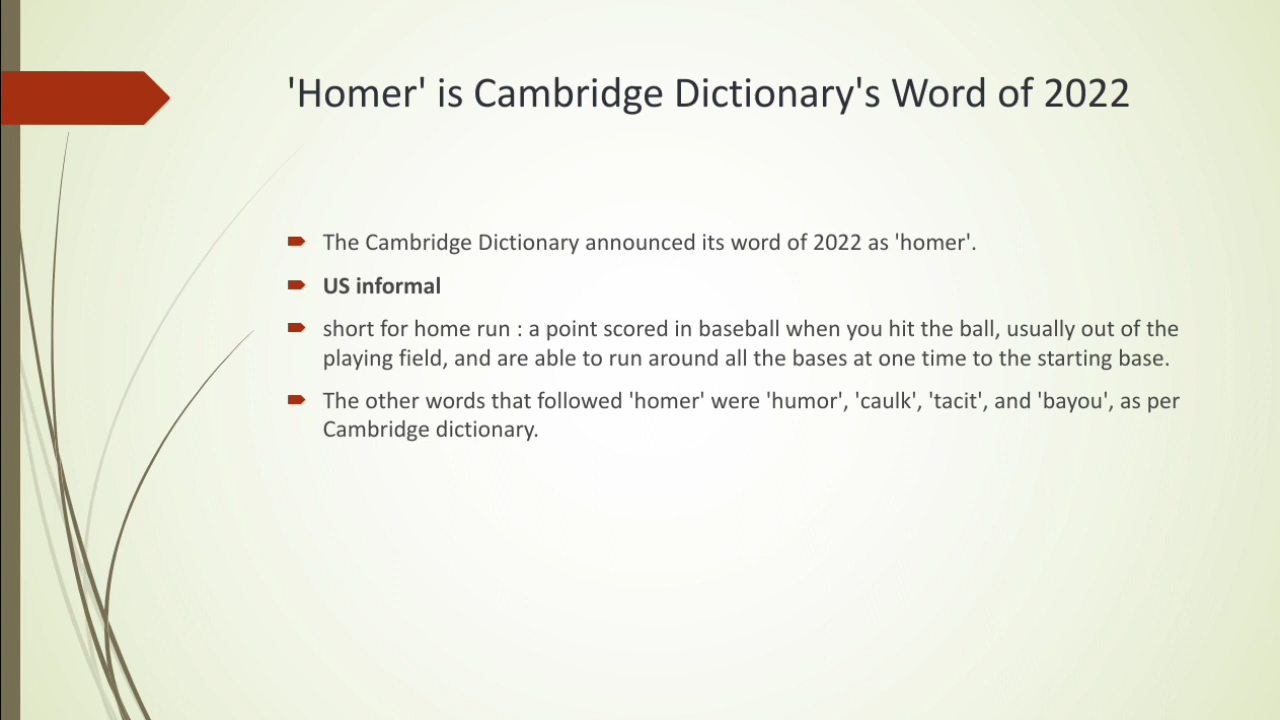 'Homer' is Cambridge Dictionary's Word of 2022
The Cambridge Dictionary announced its word of 2022 as 'homer'.
US informal
short for home run : a point scored in baseball when you hit the ball, usually out of the
playing field, and are able to run around all the bases at one time to the starting base.
The other words that followed 'homer' were 'humor', 'caulk', 'tacit', and 'bayou', as per
Cambridge dictionary.